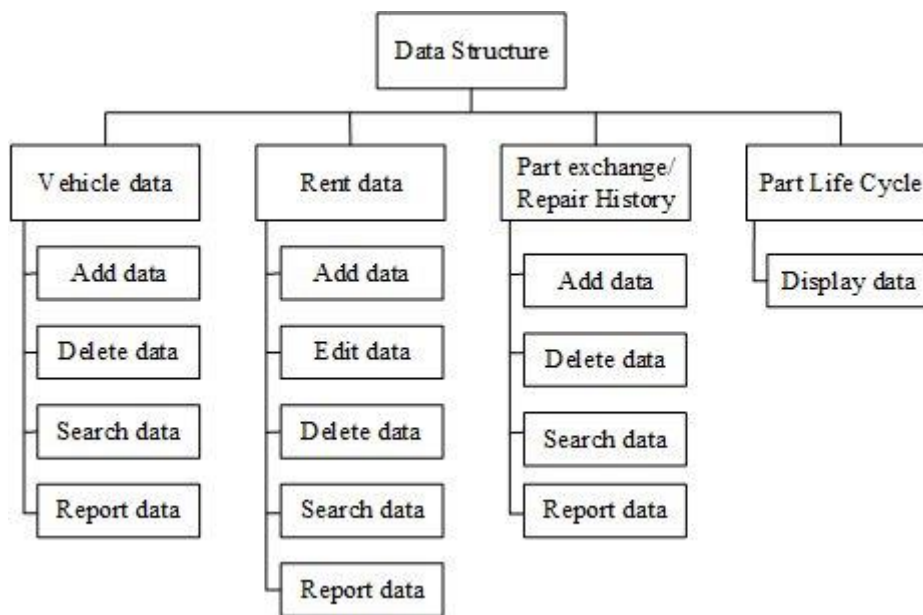 Data Structure
Vehicle data
Add data
Delete data
Search data
Report data
Rent data
Add data
Edit data
Delete data
Search data
Report data
Part exchange/
Repair History
Add data
Delete data
Search data
Report data
Part Life Cycle
Display data